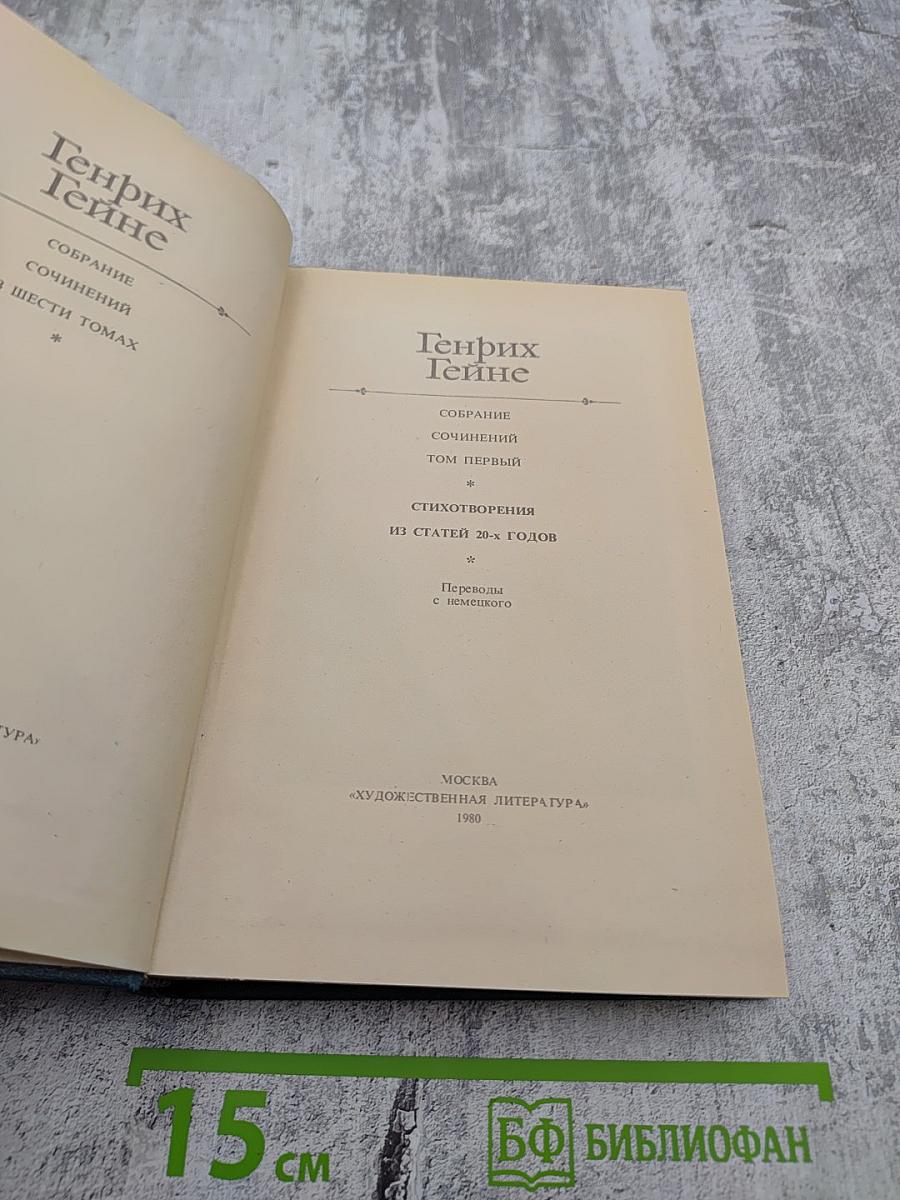 Генрих
Гейне
СОБРАНИЕ
СОЧИНЕНИЙ
В ШЕСТИ ТОМАХ
*
Генрих
Гейне
СОБРАНИЕ
СОЧИНЕНИЙ
ТОМ ПЕРВЫЙ
*
СТИХОТВОРЕНИЯ
ИЗ СТАТЕЙ 20-х ГОДОВ
*
Переводы
с немецкого
МОСКВА
«ХУДОЖЕСТВЕННАЯ ЛИТЕРАТУРА»
1980
15 см
БФ БИБЛИОФАН